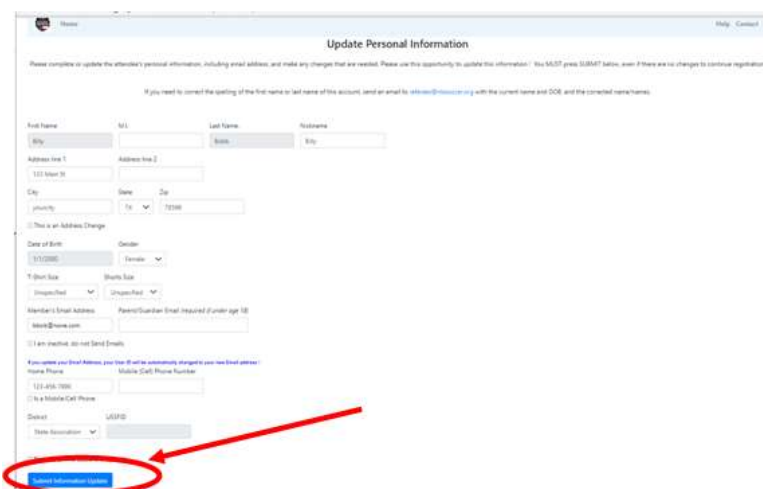 Home Help Contact
Update Personal Information
Please complete or update the attendee's personal information, including email address, and make any changes that are needed. Please use this opportunity to update this information ! You MUST press SUBMIT below, even if there are no changes to continue registration
If you need to correct the spelling of the first name or last name of this account, send an email to with the current name and DOB and the corrected name/names.
First Name M.I. Last Name Nickname
Billy Billy
Address line 1 Address line 2
123 Main St
City State Zip
yourcity TX
This is an Address Change
Date of Birth Gender
1/1/2000 Female
T-Shirt Size Shorts Size
Unspecified Unspecified
Member's Email Address Parent/Guardian Email (required if under age 18)
I am inactive, do not Send Emails
If you update your Email Address, your User ID will be automatically changed to your new Email address !
Home Phone Mobile (Cell) Phone Number
123-456-7890
Is a Mobile/Cell Phone
District USSFID
State Association
Submit Information Update